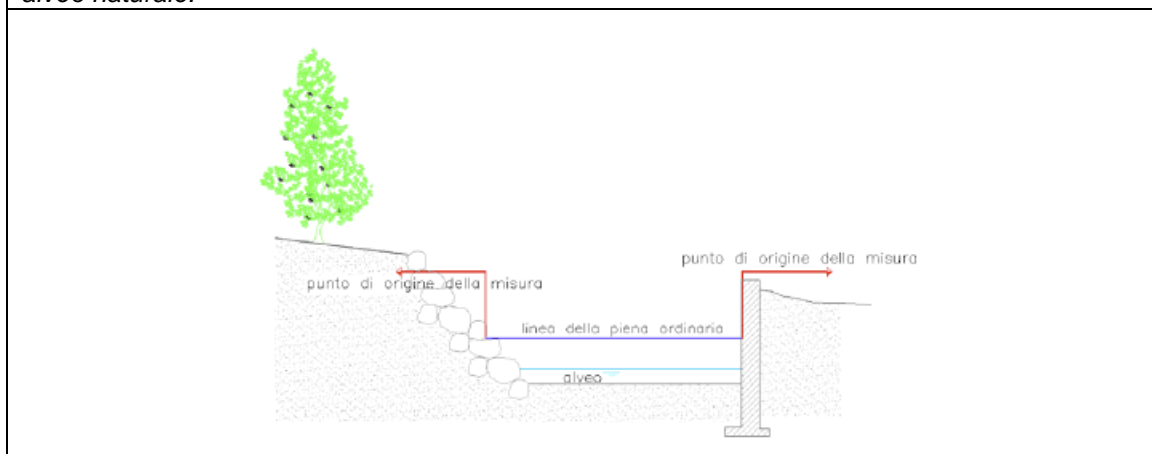 alveo naturale.
punto di origine della misura
punto di origine della misura
linea della piena ordinaria
alveo